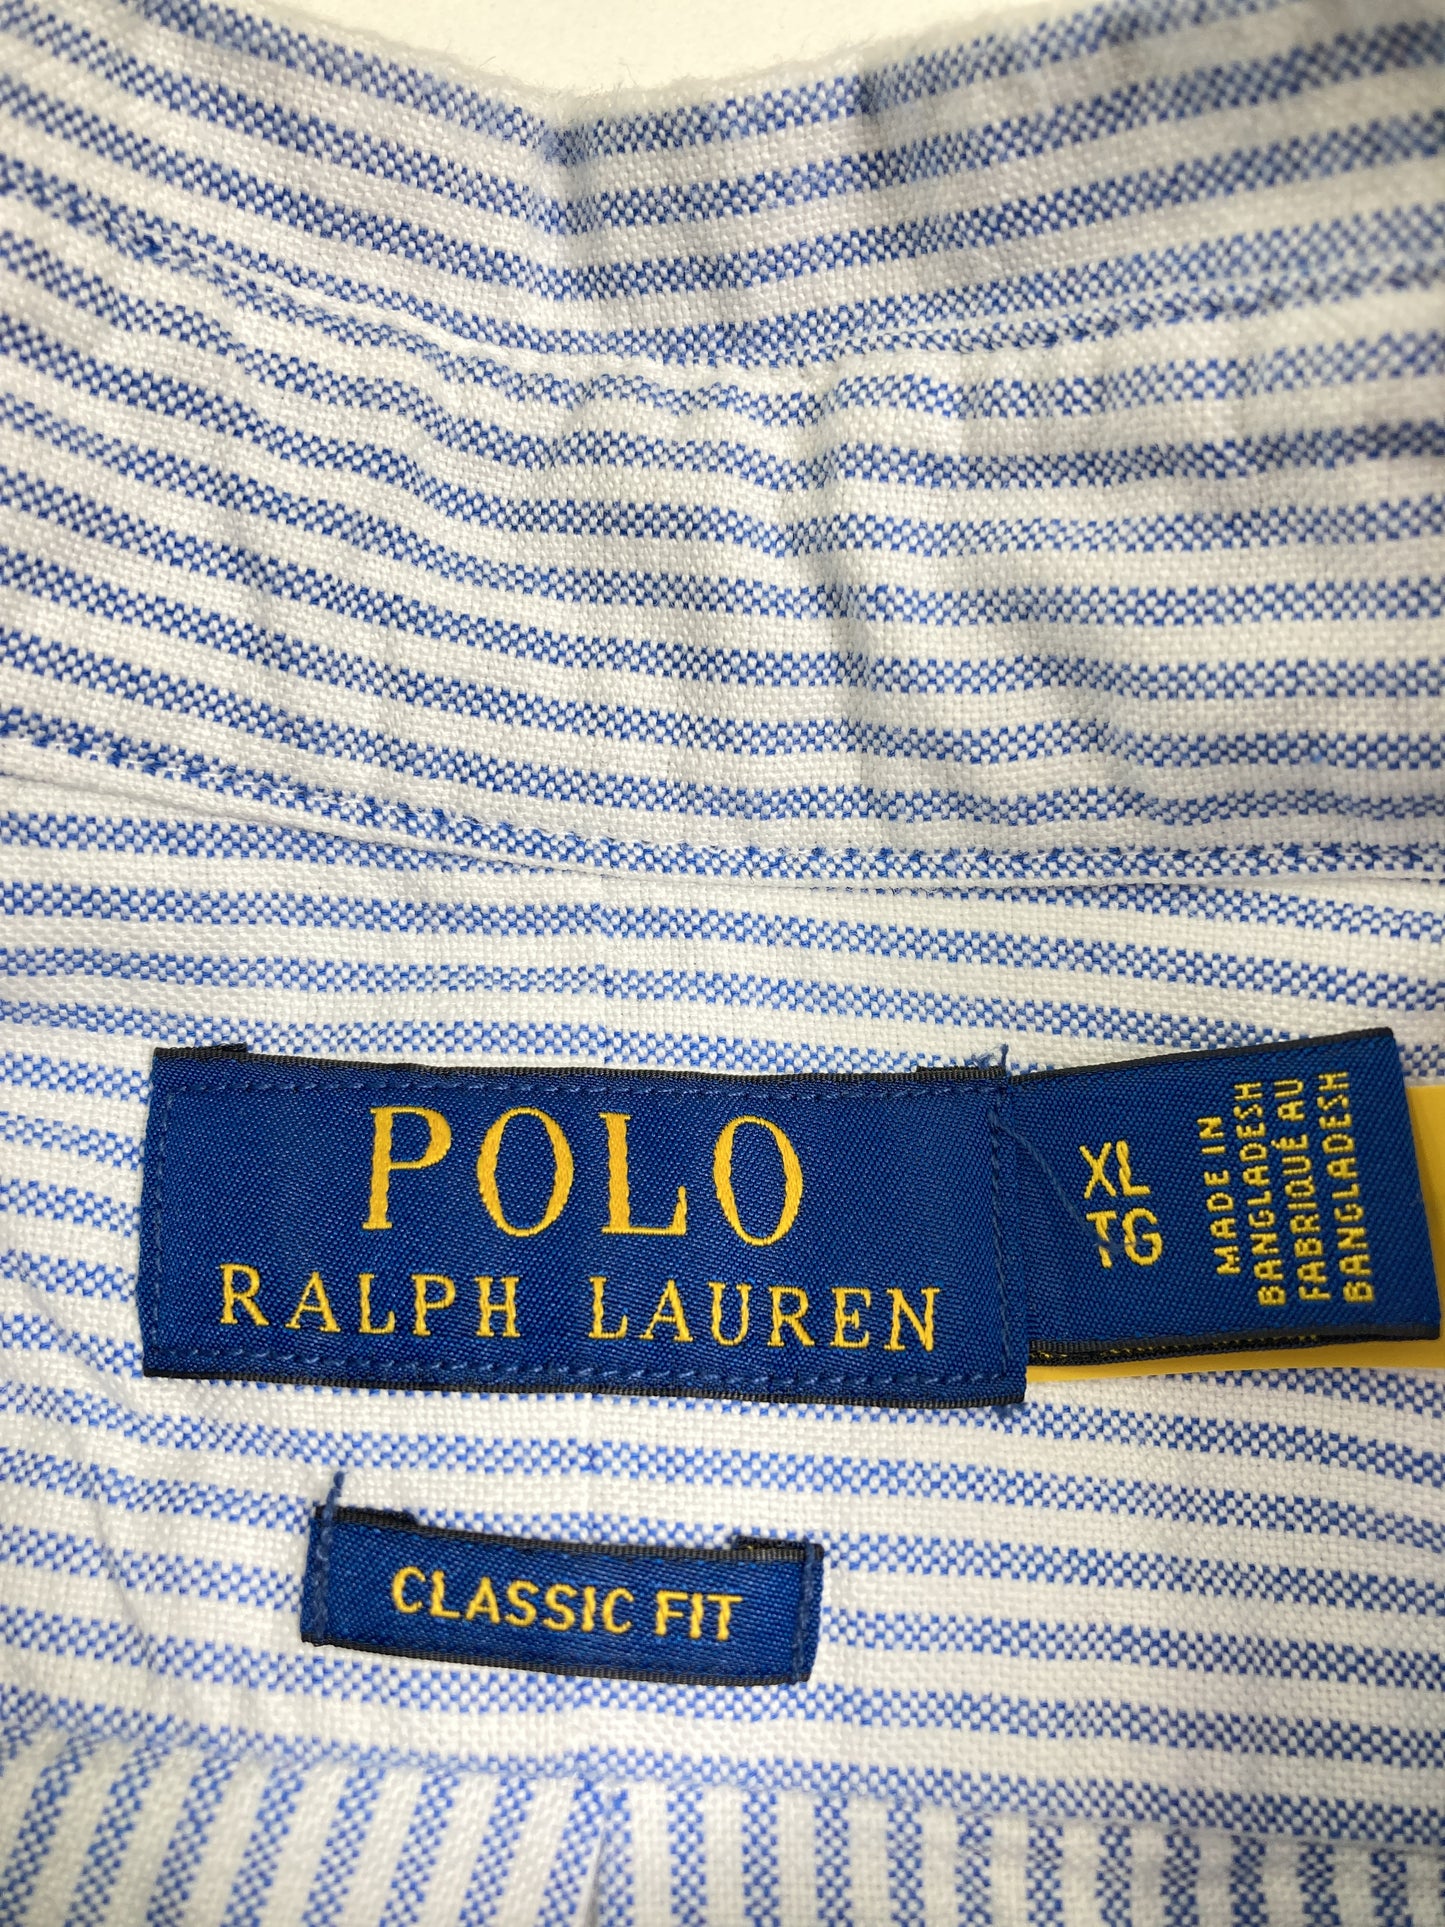 POLO
RALPH LAUREN
XL
TG
MADE IN
BANGLADESH
FABRIQUÉ AU
BANGLADESH
CLASSIC FIT